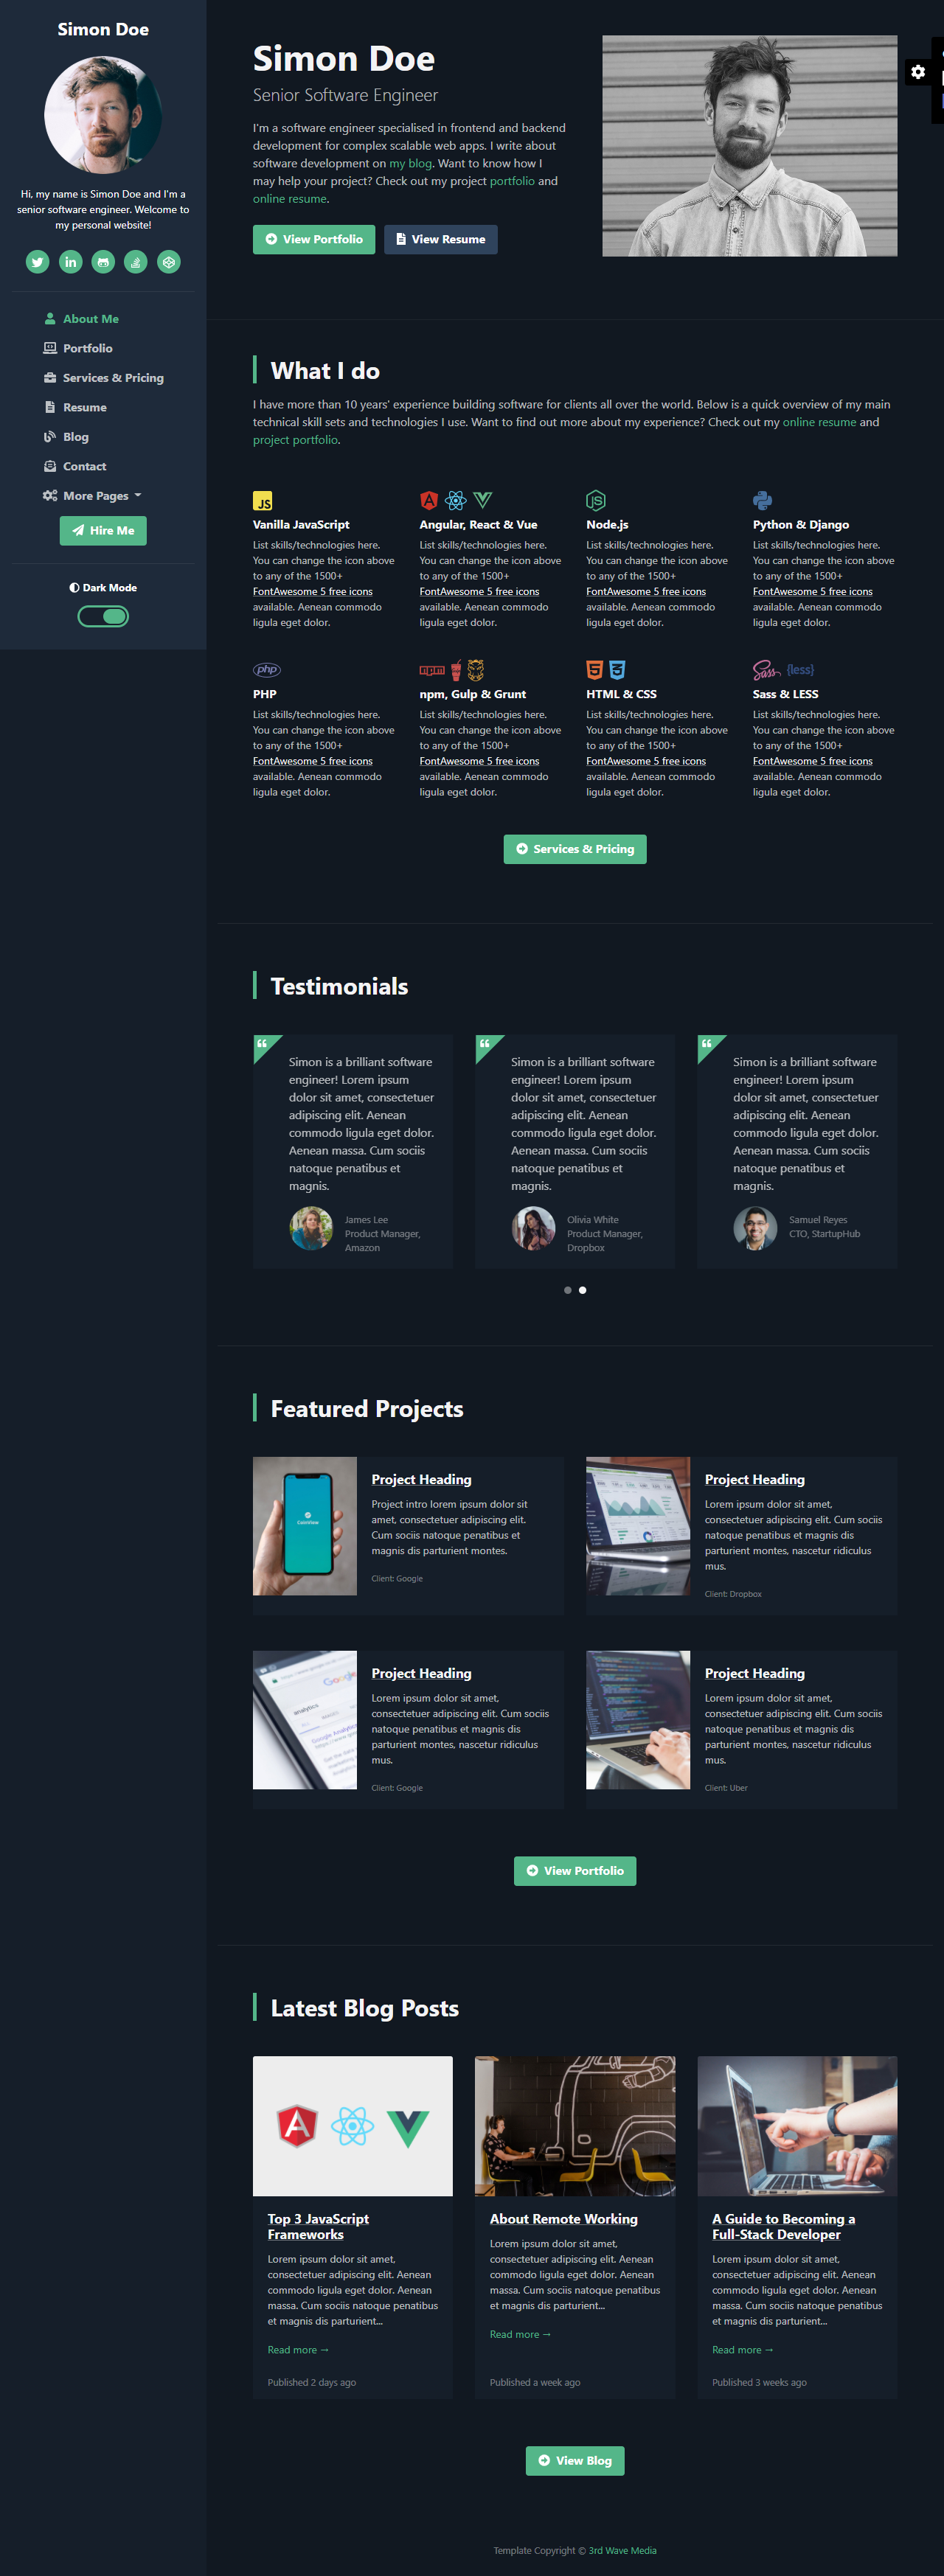 Simon Doe
Hi, my name is Simon Doe and I'm a
senior software engineer. Welcome to
my personal website!
About Me
Portfolio
Services & Pricing
Resume
Blog
Contact
More Pages
Hire Me
Dark Mode
Simon Doe
Senior Software Engineer
I'm a software engineer specialised in frontend and backend
development for complex scalable web apps. I write about
software development on my blog. Want to know how I
may help your project? Check out my project portfolio and
online resume.
View Portfolio
View Resume
What I do
I have more than 10 years' experience building software for clients all over the world. Below is a quick overview of my main
technical skill sets and technologies I use. Want to find out more about my experience? Check out my online resume and
project portfolio.
JS
Vanilla JavaScript
List skills/technologies here.
You can change the icon above
to any of the 1500+
FontAwesome 5 free icons
available. Aenean commodo
ligula eget dolor.
Angular, React & Vue
List skills/technologies here.
You can change the icon above
to any of the 1500+
FontAwesome 5 free icons
available. Aenean commodo
ligula eget dolor.
Node.js
List skills/technologies here.
You can change the icon above
to any of the 1500+
FontAwesome 5 free icons
available. Aenean commodo
ligula eget dolor.
Python & Django
List skills/technologies here.
You can change the icon above
to any of the 1500+
FontAwesome 5 free icons
available. Aenean commodo
ligula eget dolor.
php
PHP
List skills/technologies here.
You can change the icon above
to any of the 1500+
FontAwesome 5 free icons
available. Aenean commodo
ligula eget dolor.
npm
npm, Gulp & Grunt
List skills/technologies here.
You can change the icon above
to any of the 1500+
FontAwesome 5 free icons
available. Aenean commodo
ligula eget dolor.
HTML & CSS
List skills/technologies here.
You can change the icon above
to any of the 1500+
FontAwesome 5 free icons
available. Aenean commodo
ligula eget dolor.
Sass {less}
Sass & LESS
List skills/technologies here.
You can change the icon above
to any of the 1500+
FontAwesome 5 free icons
available. Aenean commodo
ligula eget dolor.
Services & Pricing
Testimonials
Simon is a brilliant software
engineer! Lorem ipsum
dolor sit amet, consectetuer
adipiscing elit. Aenean
commodo ligula eget dolor.
Aenean massa. Cum sociis
natoque penatibus et
magnis.
James Lee
Product Manager,
Amazon
Simon is a brilliant software
engineer! Lorem ipsum
dolor sit amet, consectetuer
adipiscing elit. Aenean
commodo ligula eget dolor.
Aenean massa. Cum sociis
natoque penatibus et
magnis.
Olivia White
Product Manager,
Dropbox
Simon is a brilliant software
engineer! Lorem ipsum
dolor sit amet, consectetuer
adipiscing elit. Aenean
commodo ligula eget dolor.
Aenean massa. Cum sociis
natoque penatibus et
magnis.
Samuel Reyes
CTO, StartupHub
Featured Projects
Project Heading
Project intro lorem ipsum dolor sit
amet, consectetuer adipiscing elit.
Cum sociis natoque penatibus et
magnis dis parturient montes.
Client: Google
Project Heading
Lorem ipsum dolor sit amet,
consectetuer adipiscing elit. Cum sociis
natoque penatibus et magnis dis
parturient montes, nascetur ridiculus
mus.
Client: Dropbox
analytics
Project Heading
Lorem ipsum dolor sit amet,
consectetuer adipiscing elit. Cum sociis
natoque penatibus et magnis dis
parturient montes, nascetur ridiculus
mus.
Client: Google
Project Heading
Lorem ipsum dolor sit amet,
consectetuer adipiscing elit. Cum sociis
natoque penatibus et magnis dis
parturient montes, nascetur ridiculus
mus.
Client: Uber
View Portfolio
Latest Blog Posts
Top 3 JavaScript
Frameworks
Lorem ipsum dolor sit amet,
consectetuer adipiscing elit. Aenean
commodo ligula eget dolor. Aenean
massa. Cum sociis natoque penatibus
et magnis dis parturient...
Read more →
Published 2 days ago
About Remote Working
Lorem ipsum dolor sit amet,
consectetuer adipiscing elit. Aenean
commodo ligula eget dolor. Aenean
massa. Cum sociis natoque penatibus
et magnis dis parturient...
Read more →
Published a week ago
A Guide to Becoming a
Full-Stack Developer
Lorem ipsum dolor sit amet,
consectetuer adipiscing elit. Aenean
commodo ligula eget dolor. Aenean
massa. Cum sociis natoque penatibus
et magnis dis parturient...
Read more →
Published 3 weeks ago
View Blog
Template Copyright © 3rd Wave Media